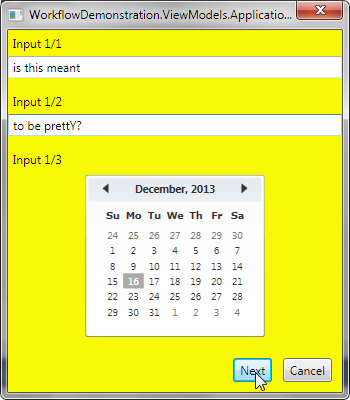 WorkflowDemonstration.ViewModels.Applicatio...
Input 1/1
is this meant
Input 1/2
to be prettY?
Input 1/3
December, 2013
Su Mo Tu We Th Fr Sa
24 25 26 27 28 29 30
1 2 3 4 5 6 7
8 9 10 11 12 13 14
15 16 17 18 19 20 21
22 23 24 25 26 27 28
29 30 31 1 2 3 4
Next Cancel